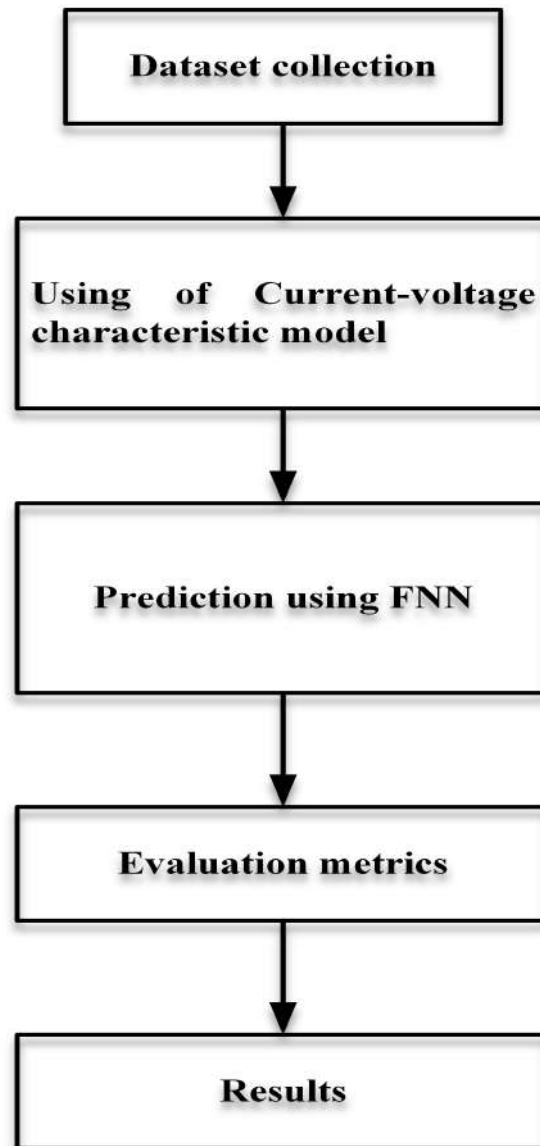 Dataset collection
Using of Current-voltage
characteristic model
Prediction using FNN
Evaluation metrics
Results